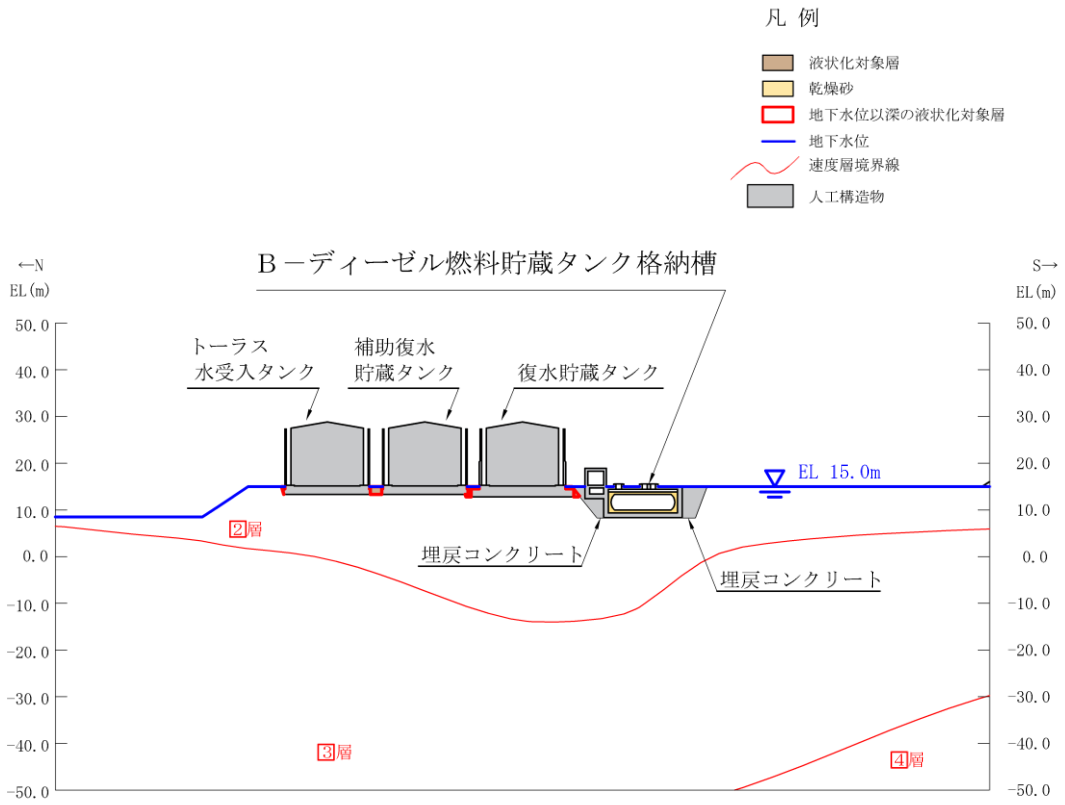 凡 例
液状化対象層
乾燥砂
地下水位以深の液状化対象層
地下水位
速度層境界線
人工構造物
B－ディーゼル燃料貯蔵タンク格納槽
←N
EL(m)
S→
EL(m)
50.0
40.0
30.0
20.0
10.0
0.0
-10.0
-20.0
-30.0
-40.0
-50.0
トーラス
水受入タンク
補助復水
貯蔵タンク
復水貯蔵タンク
EL 15.0m
2層
埋戻コンクリート
埋戻コンクリート
3層
4層
50.0
40.0
30.0
20.0
10.0
0.0
-10.0
-20.0
-30.0
-40.0
-50.0